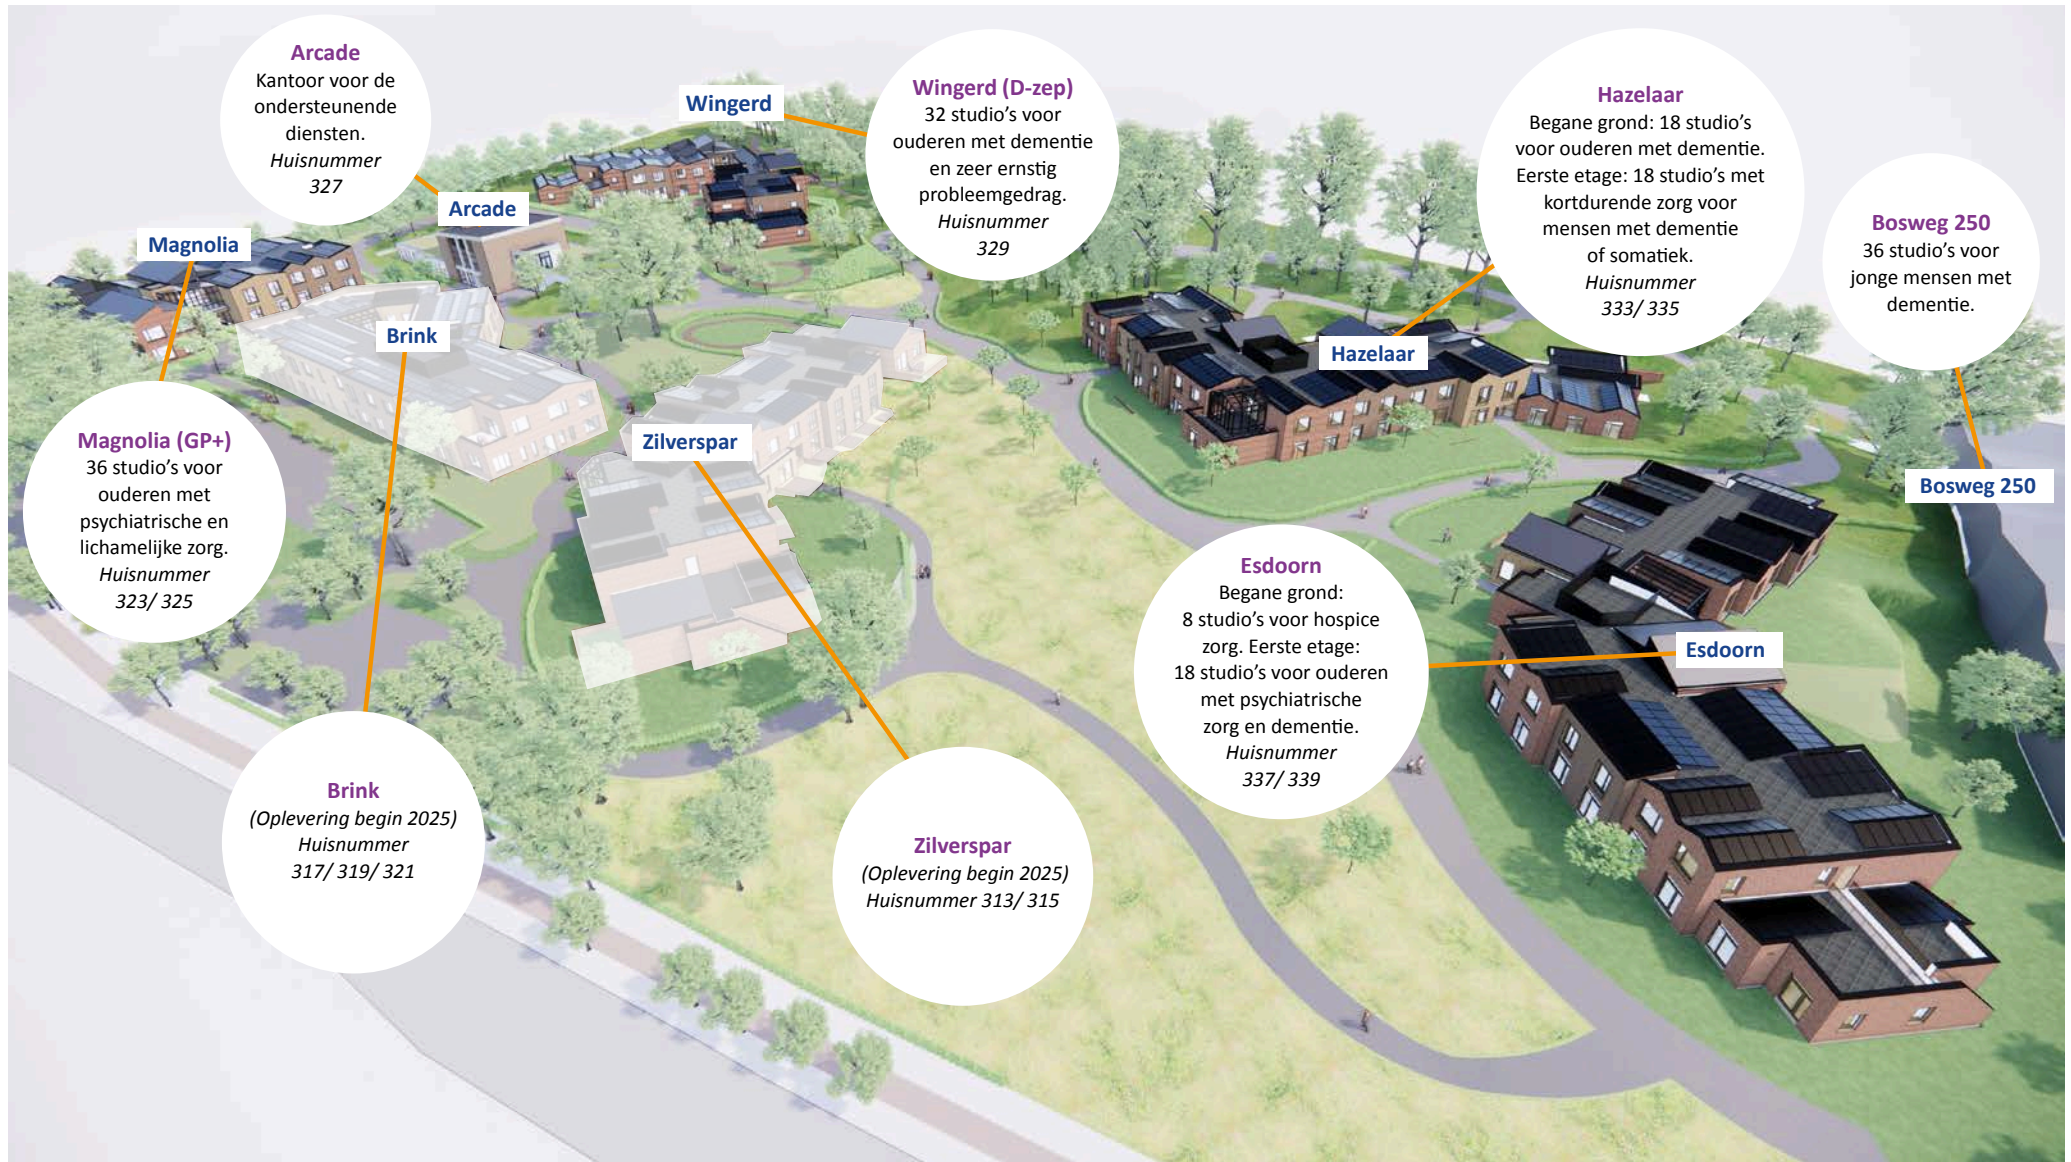 Arcade
Kantoor voor de
ondersteunende
diensten.
Huisnummer
327
Wingerd
Wingerd (D-zep)
32 studio’s voor
ouderen met dementie
en zeer ernstig
probleemgedrag.
Huisnummer
329
Hazelaar
Begane grond: 18 studio’s
voor ouderen met dementie.
Eerste etage: 18 studio’s met
kortdurende zorg voor
mensen met dementie
of somatiek.
Huisnummer
333/ 335
Bosweg 250
36 studio’s voor
jonge mensen met
dementie.
Arcade
Magnolia
Brink
Hazelaar
Zilverspar
Bosweg 250
Magnolia (GP+)
36 studio’s voor
ouderen met
psychiatrische en
lichamelijke zorg.
Huisnummer
323/ 325
Esdoorn
Begane grond:
8 studio’s voor hospice
zorg. Eerste etage:
18 studio’s voor ouderen
met psychiatrische
zorg en dementie.
Huisnummer
337/ 339
Esdoorn
Brink
(Oplevering begin 2025)
Huisnummer
317/ 319/ 321
Zilverspar
(Oplevering begin 2025)
Huisnummer 313/ 315